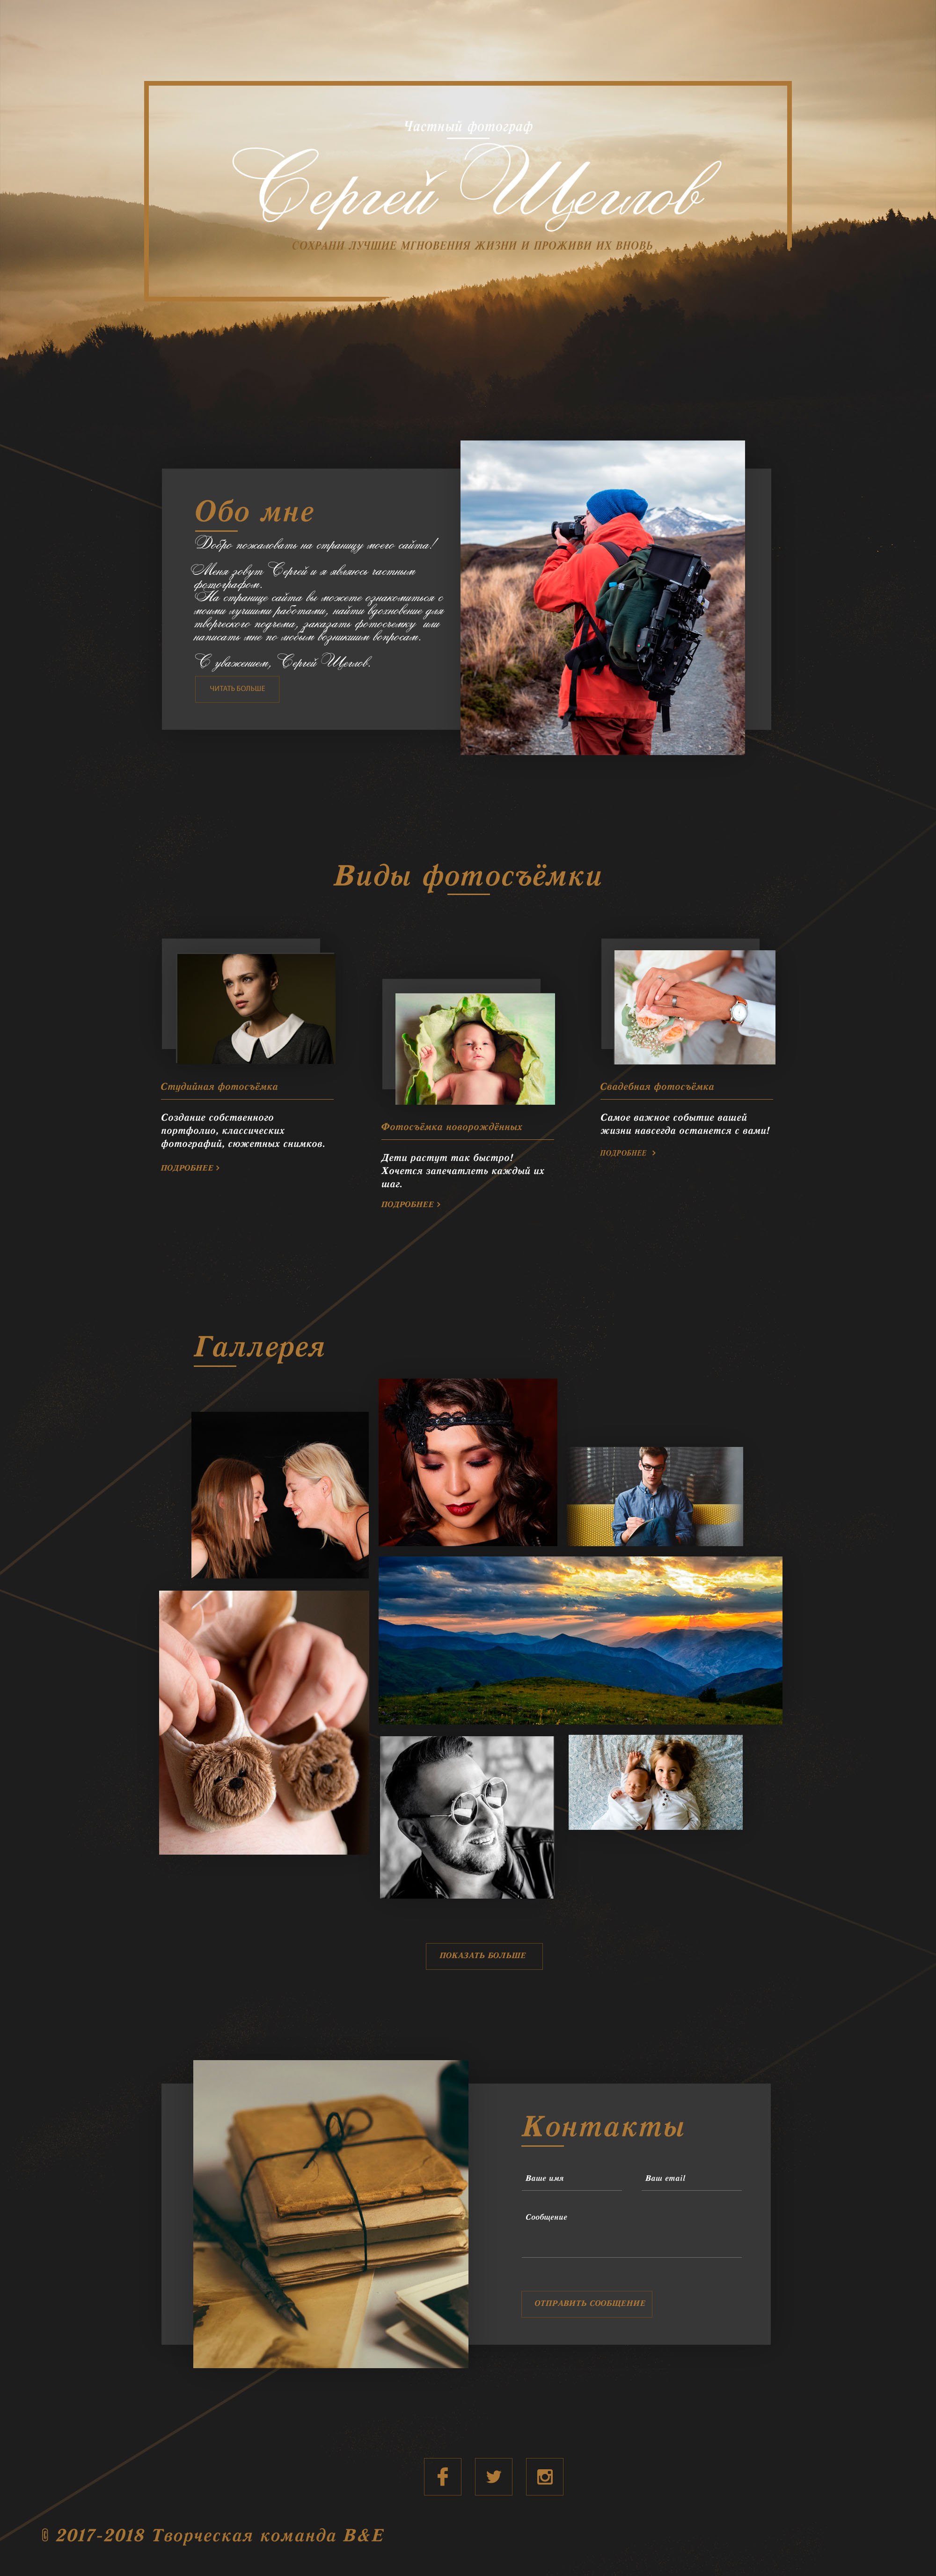 Частный фотограф
Сергей Щеглов
СОХРАНИ ЛУЧШИЕ МГНОВЕНИЯ ЖИЗНИ И ПРОЖИВИ ИХ ВНОВЬ
Обо мне
Добро пожаловать на страницу моего сайта!
Меня зовут Сергей и я являюсь частным
фотографом.
На странице сайта вы можете ознакомиться с
моими лучшими работами, найти вдохновение для
творческого подъема, заказать фотосъемку или
написать мне по любым возникшим вопросам.
С уважением, Сергей Щеглов.
ЧИТАТЬ БОЛЬШЕ
Виды фотосъёмки
Студийная фотосъёмка
Создание собственного
портфолио, классических
фотографий, сюжетных снимков.
ПОДРОБНЕЕ >
Фотосъёмка новорождённых
Дети растут так быстро!
Хочется запечатлеть каждый их
шаг.
ПОДРОБНЕЕ >
Свадебная фотосъёмка
Самое важное событие вашей
жизни навсегда останется с вами!
ПОДРОБНЕЕ >
Галлерея
ПОКАЗАТЬ БОЛЬШЕ
Контакты
Ваше имя
Ваш email
Сообщение
ОТПРАВИТЬ СООБЩЕНИЕ
© 2017-2018 Творческая команда B&E